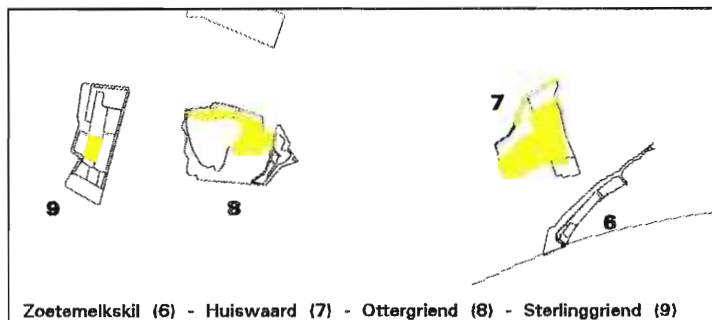 7
9
8
6
Zoetemelkskil (6) - Huiswaard (7) - Ottergriend (8) - Sterlinggriend (9)